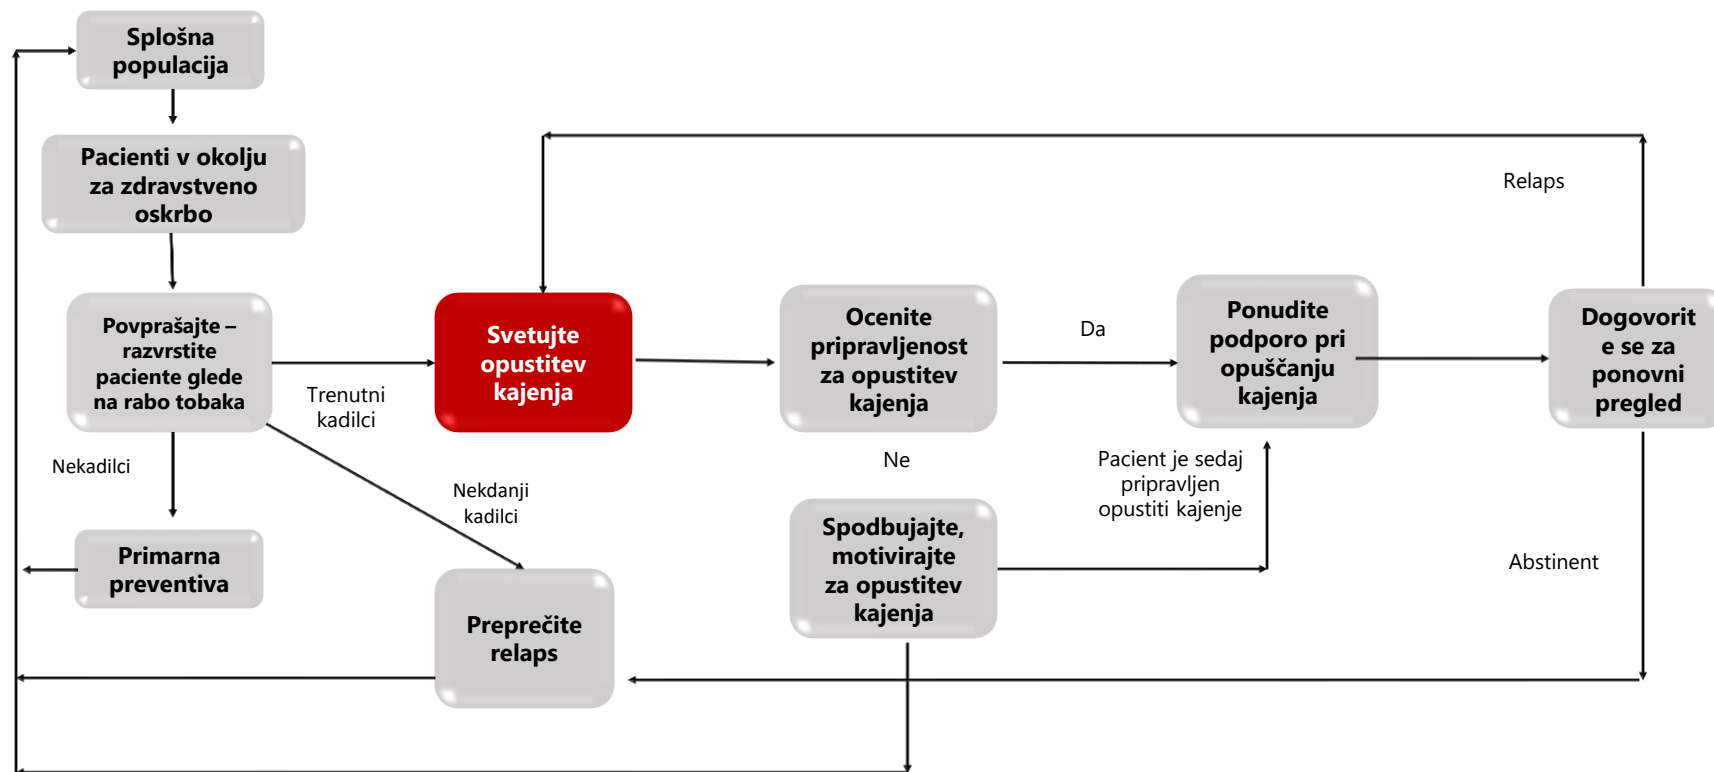 Splošna
populacija
Pacienti v okolju
za zdravstveno
oskrbo
Povprašajte –
razvrstite
paciente glede
na rabo tobaka
Nekadilci
Primarna
preventiva
Trenutni
kadilci
Nekdanji
kadilci
Svetujte
opustitev
kajenja
Preprečite
relaps
Ocenite
pripravljenost
za opustitev
kajenja
Da
Ne
Spodbujajte,
motivirajte
za opustitev
kajenja
Pacient je sedaj
pripravljen
opustiti kajenje
Ponudite
podporo pri
opuščanju
kajenja
Dogovorit
e se za
ponovni
pregled
Relaps
Abstinent